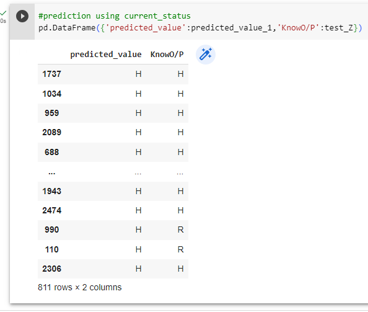 0s
#prediction using current_status
pd.DataFrame({'predicted_value':predicted_value_1,'KnowO/P':test_Z})
predicted_value KnowO/P
1737 H H
1034 H H
959 H H
2089 H H
688 H H
... ... ...
1943 H H
2474 H H
990 H R
110 H R
2306 H H
811 rows × 2 columns